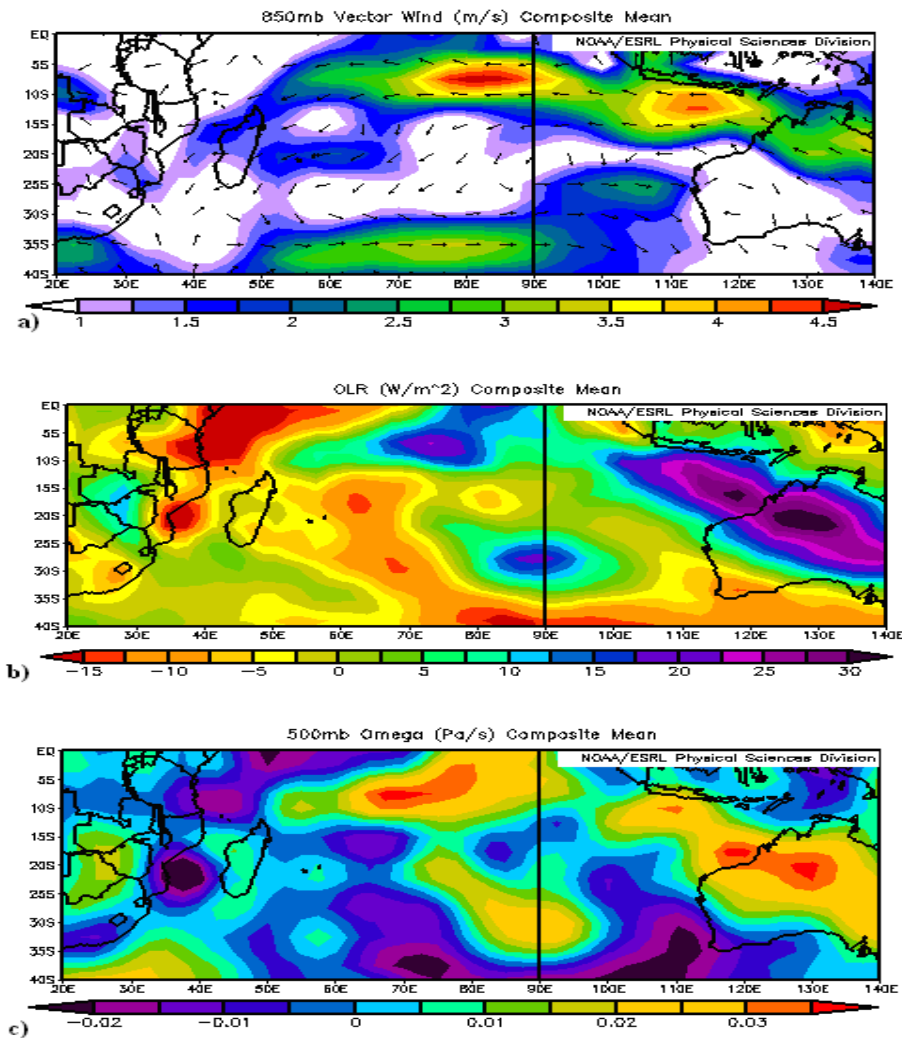 850mb Vector Wind (m/s) Composite Mean
NOAA/ESRL Physical Sciences Division
EQ
5S
10S
15S
20S
25S
30S
35S
40S
20E 30E 40E 50E 60E 70E 80E 90E 100E 110E 120E 130E 140E
1 1.5 2 2.5 3 3.5 4 4.5
a)
OLR (W/m^2) Composite Mean
NOAA/ESRL Physical Sciences Division
EQ
5S
10S
15S
20S
25S
30S
35S
40S
20E 30E 40E 50E 60E 70E 80E 90E 100E 110E 120E 130E 140E
−15 −10 −5 0 5 10 15 20 25 30
b)
500mb Omega (Pa/s) Composite Mean
NOAA/ESRL Physical Sciences Division
EQ
5S
10S
15S
20S
25S
30S
35S
40S
20E 30E 40E 50E 60E 70E 80E 90E 100E 110E 120E 130E 140E
−0.02 −0.01 0 0.01 0.02 0.03
c)